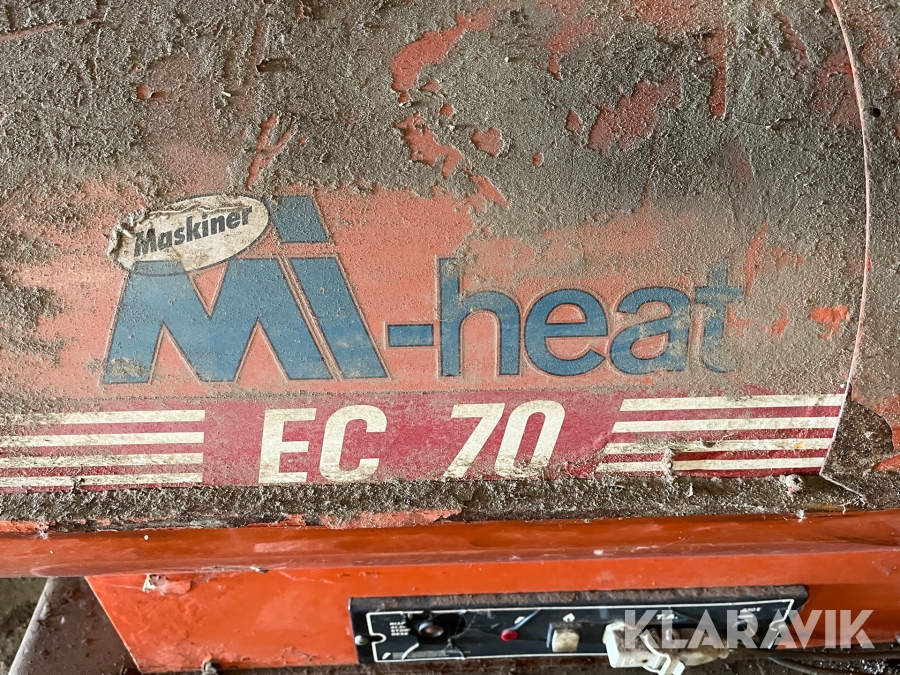 Maskiner
Mi-heat
EC 70
KLARAVIK